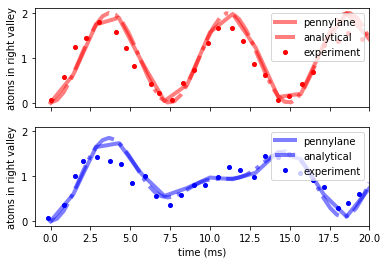 atoms in right valley
2
1
0
pennylane
analytical
experiment
atoms in right valley
2
1
0
pennylane
analytical
experiment
0.0 2.5 5.0 7.5 10.0 12.5 15.0 17.5 20.0
time (ms)